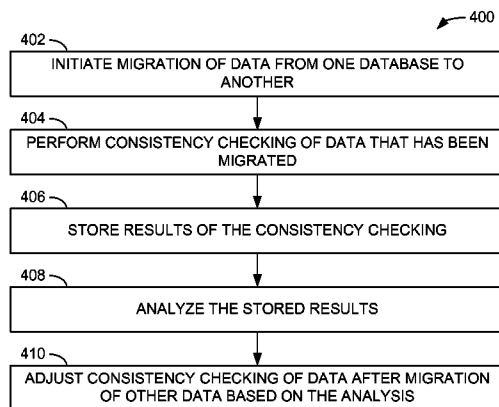 400
402
INITIATE MIGRATION OF DATA FROM ONE DATABASE TO
ANOTHER
404
PERFORM CONSISTENCY CHECKING OF DATA THAT HAS BEEN
MIGRATED
406
STORE RESULTS OF THE CONSISTENCY CHECKING
408
ANALYZE THE STORED RESULTS
410
ADJUST CONSISTENCY CHECKING OF DATA AFTER MIGRATION
OF OTHER DATA BASED ON THE ANALYSIS